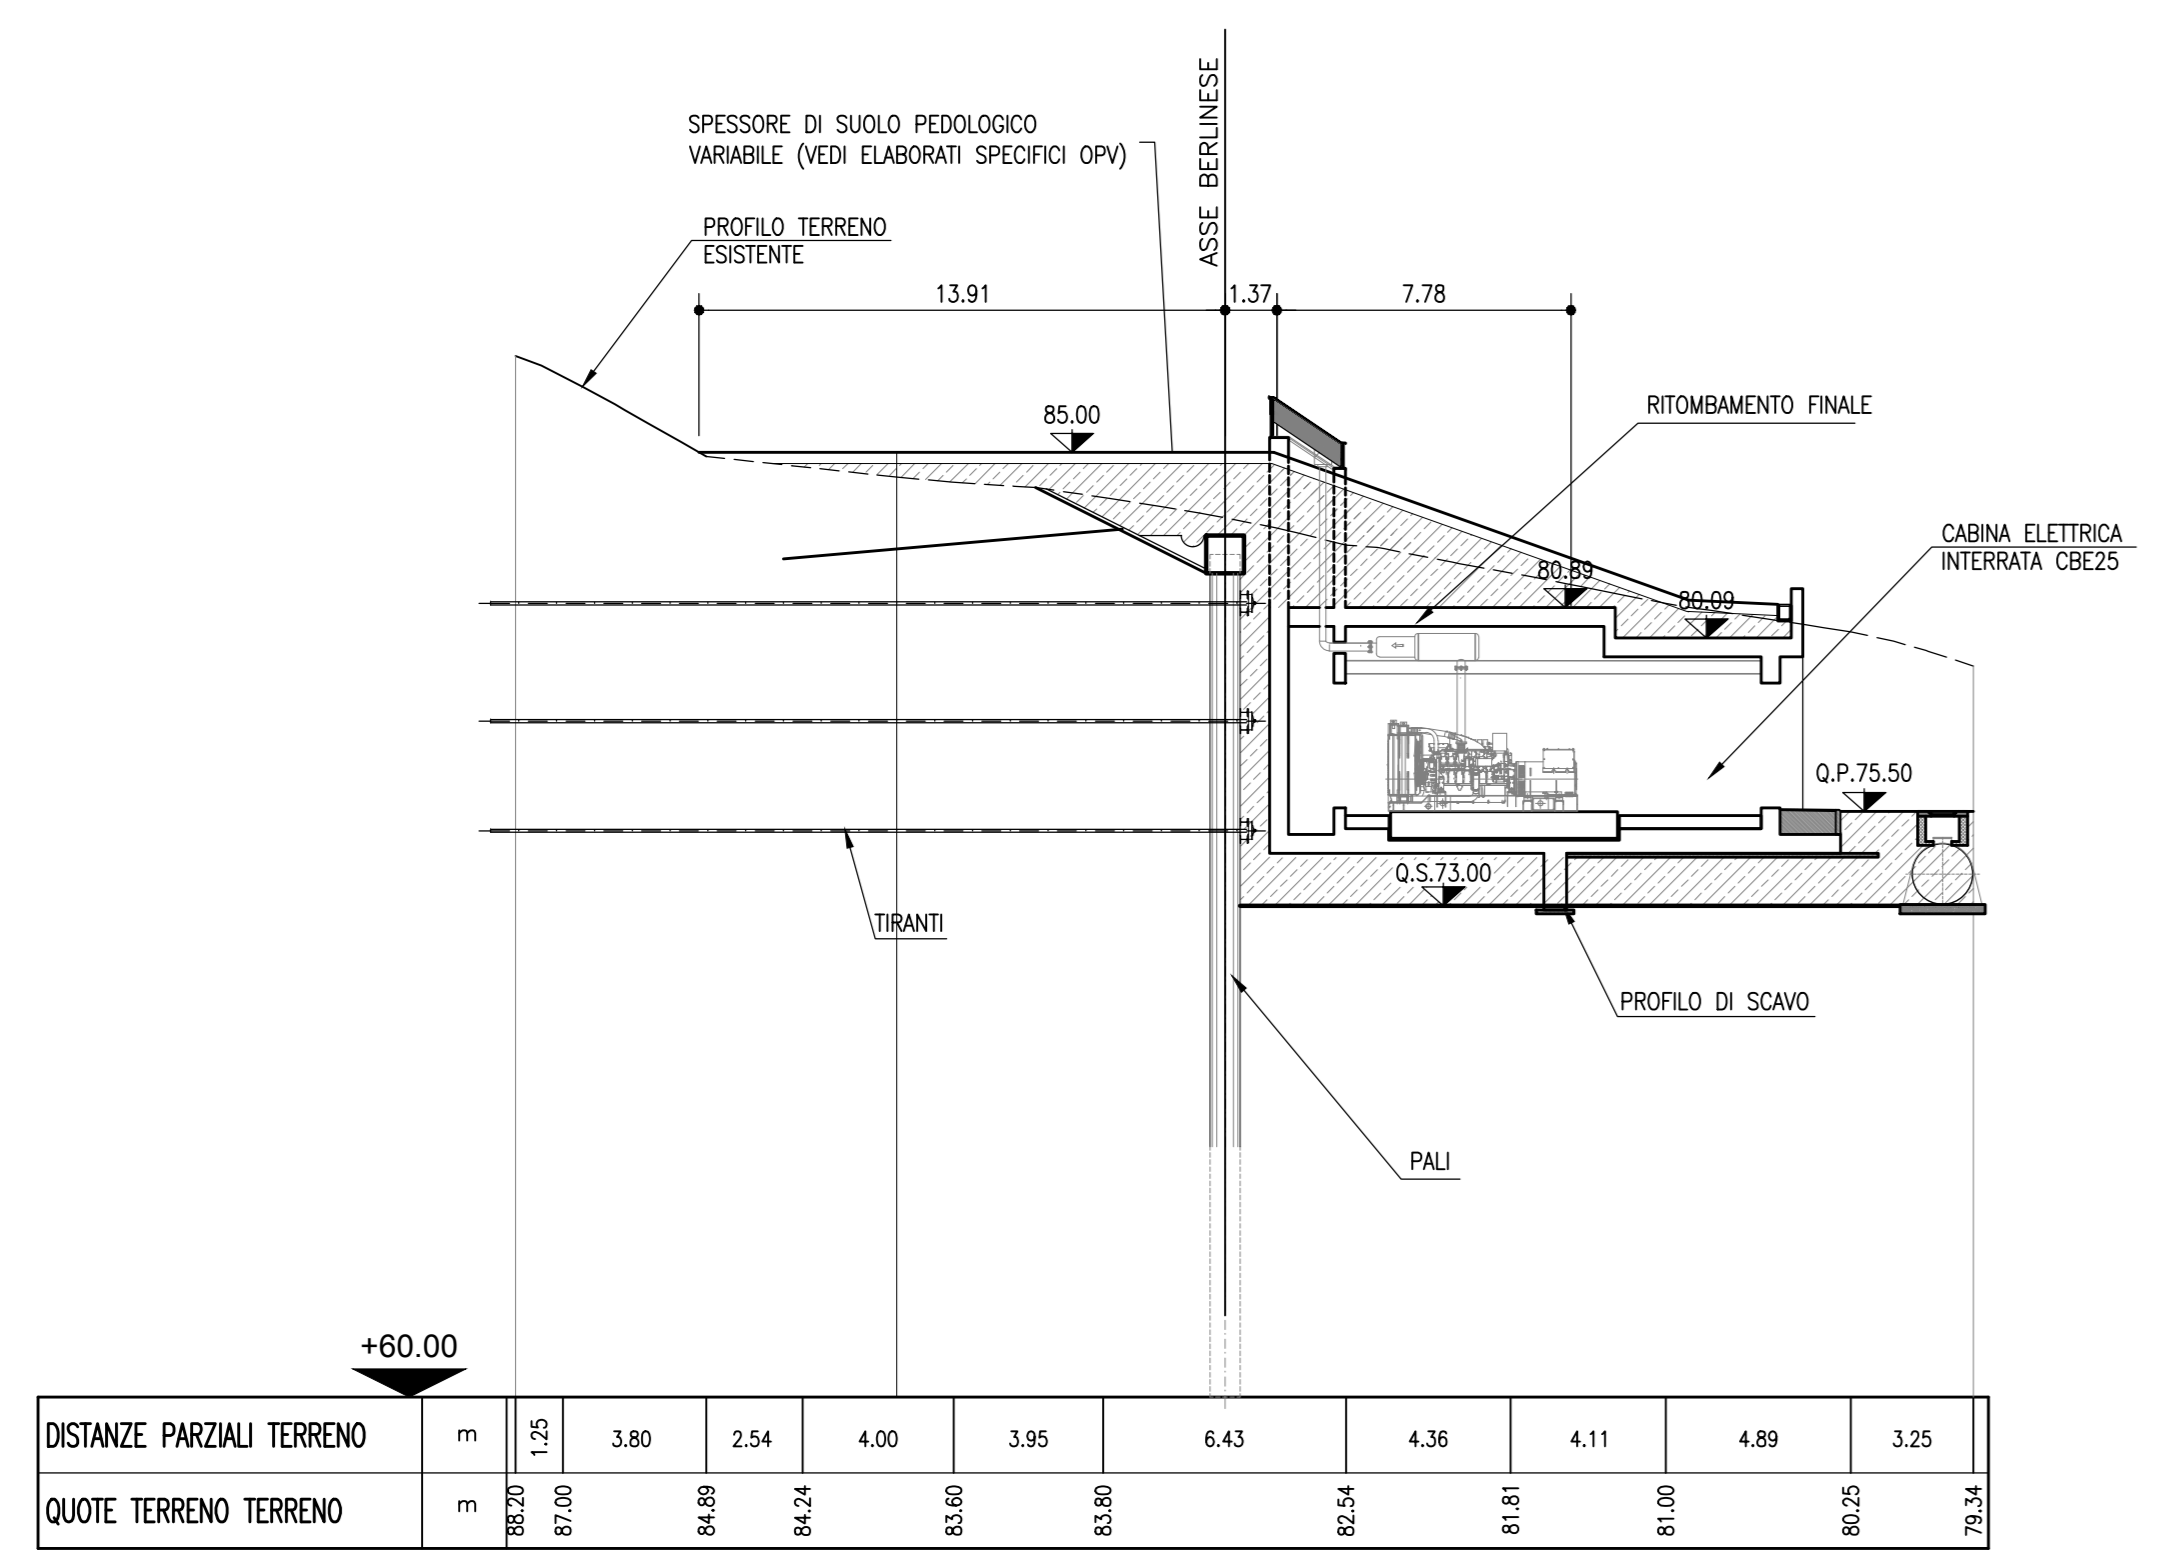 ASSE BERLINESE
SPESSORE DI SUOLO PEDOLOGICO
VARIABILE (VEDI ELABORATI SPECIFICI OPV)
PROFILO TERRENO
ESISTENTE
13.91
1.37
7.78
85.00
RITOMBAMENTO FINALE
CABINA ELETTRICA
INTERRATA CBE25
80.89
80.09
Q.P.75.50
Q.S.73.00
TIRANTI
PROFILO DI SCAVO
PALI
+60.00
DISTANZE PARZIALI TERRENO m 1.25 3.80 2.54 4.00 3.95 6.43 4.36 4.11 4.89 3.25
QUOTE TERRENO TERRENO m 88.20 87.00 84.89 84.24 83.60 83.80 82.54 81.81 81.00 80.25 79.34